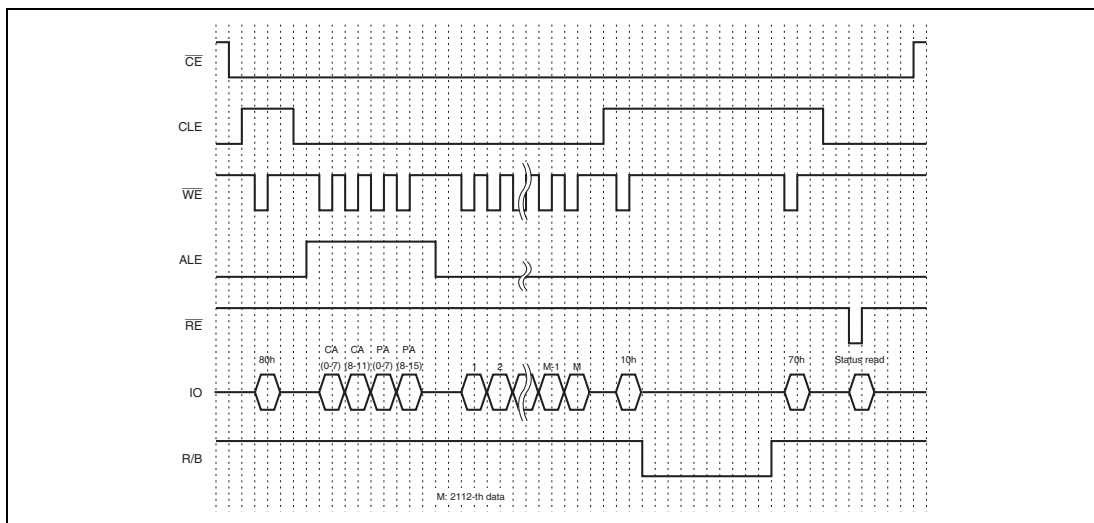 CE
CLE
WE
ALE
RE
CA CA PA PA
80h (0-7) (8-11) (0-7) (8-15) 1 2 M-1 M 10h 70h Status read
IO
R/B
M: 2112-th data